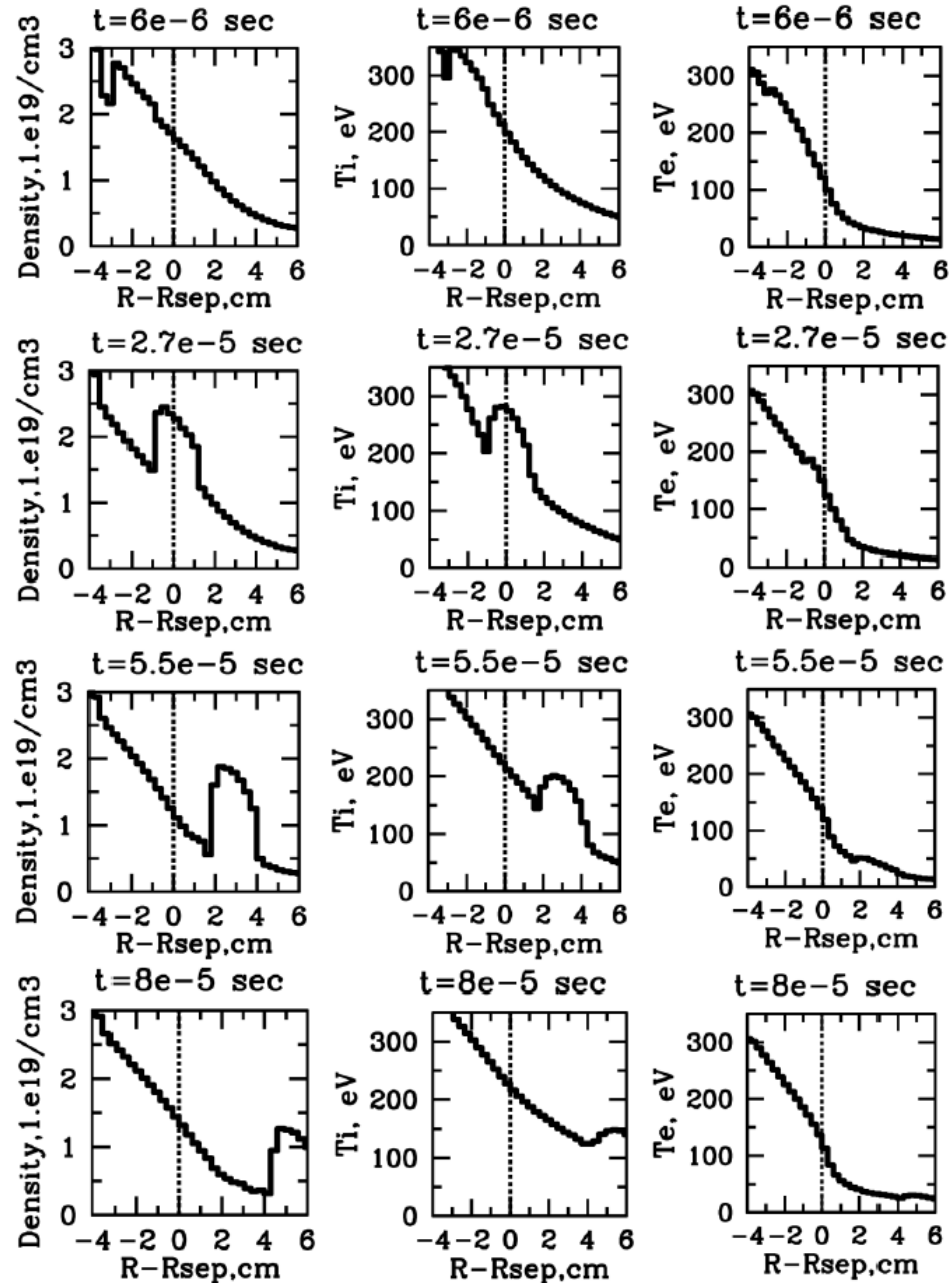 t=6e-6 sec t=6e-6 sec t=6e-6 sec
Density,1.e19/cm3
3
2
1
0
-4 -2 0 2 4 6
R-Rsep,cm
Ti, eV
300
200
100
0
-4 -2 0 2 4 6
R-Rsep,cm
Te, eV
300
200
100
0
-4 -2 0 2 4 6
R-Rsep,cm
t=2.7e-5 sec t=2.7e-5 sec t=2.7e-5 sec
Density,1.e19/cm3
3
2
1
0
-4 -2 0 2 4 6
R-Rsep,cm
Ti, eV
300
200
100
0
-4 -2 0 2 4 6
R-Rsep,cm
Te, eV
300
200
100
0
-4 -2 0 2 4 6
R-Rsep,cm
t=5.5e-5 sec t=5.5e-5 sec t=5.5e-5 sec
Density,1.e19/cm3
3
2
1
0
-4 -2 0 2 4 6
R-Rsep,cm
Ti, eV
300
200
100
0
-4 -2 0 2 4 6
R-Rsep,cm
Te, eV
300
200
100
0
-4 -2 0 2 4 6
R-Rsep,cm
t=8e-5 sec t=8e-5 sec t=8e-5 sec
Density,1.e19/cm3
3
2
1
0
-4 -2 0 2 4 6
R-Rsep,cm
Ti, eV
300
200
100
0
-4 -2 0 2 4 6
R-Rsep,cm
Te, eV
300
200
100
0
-4 -2 0 2 4 6
R-Rsep,cm